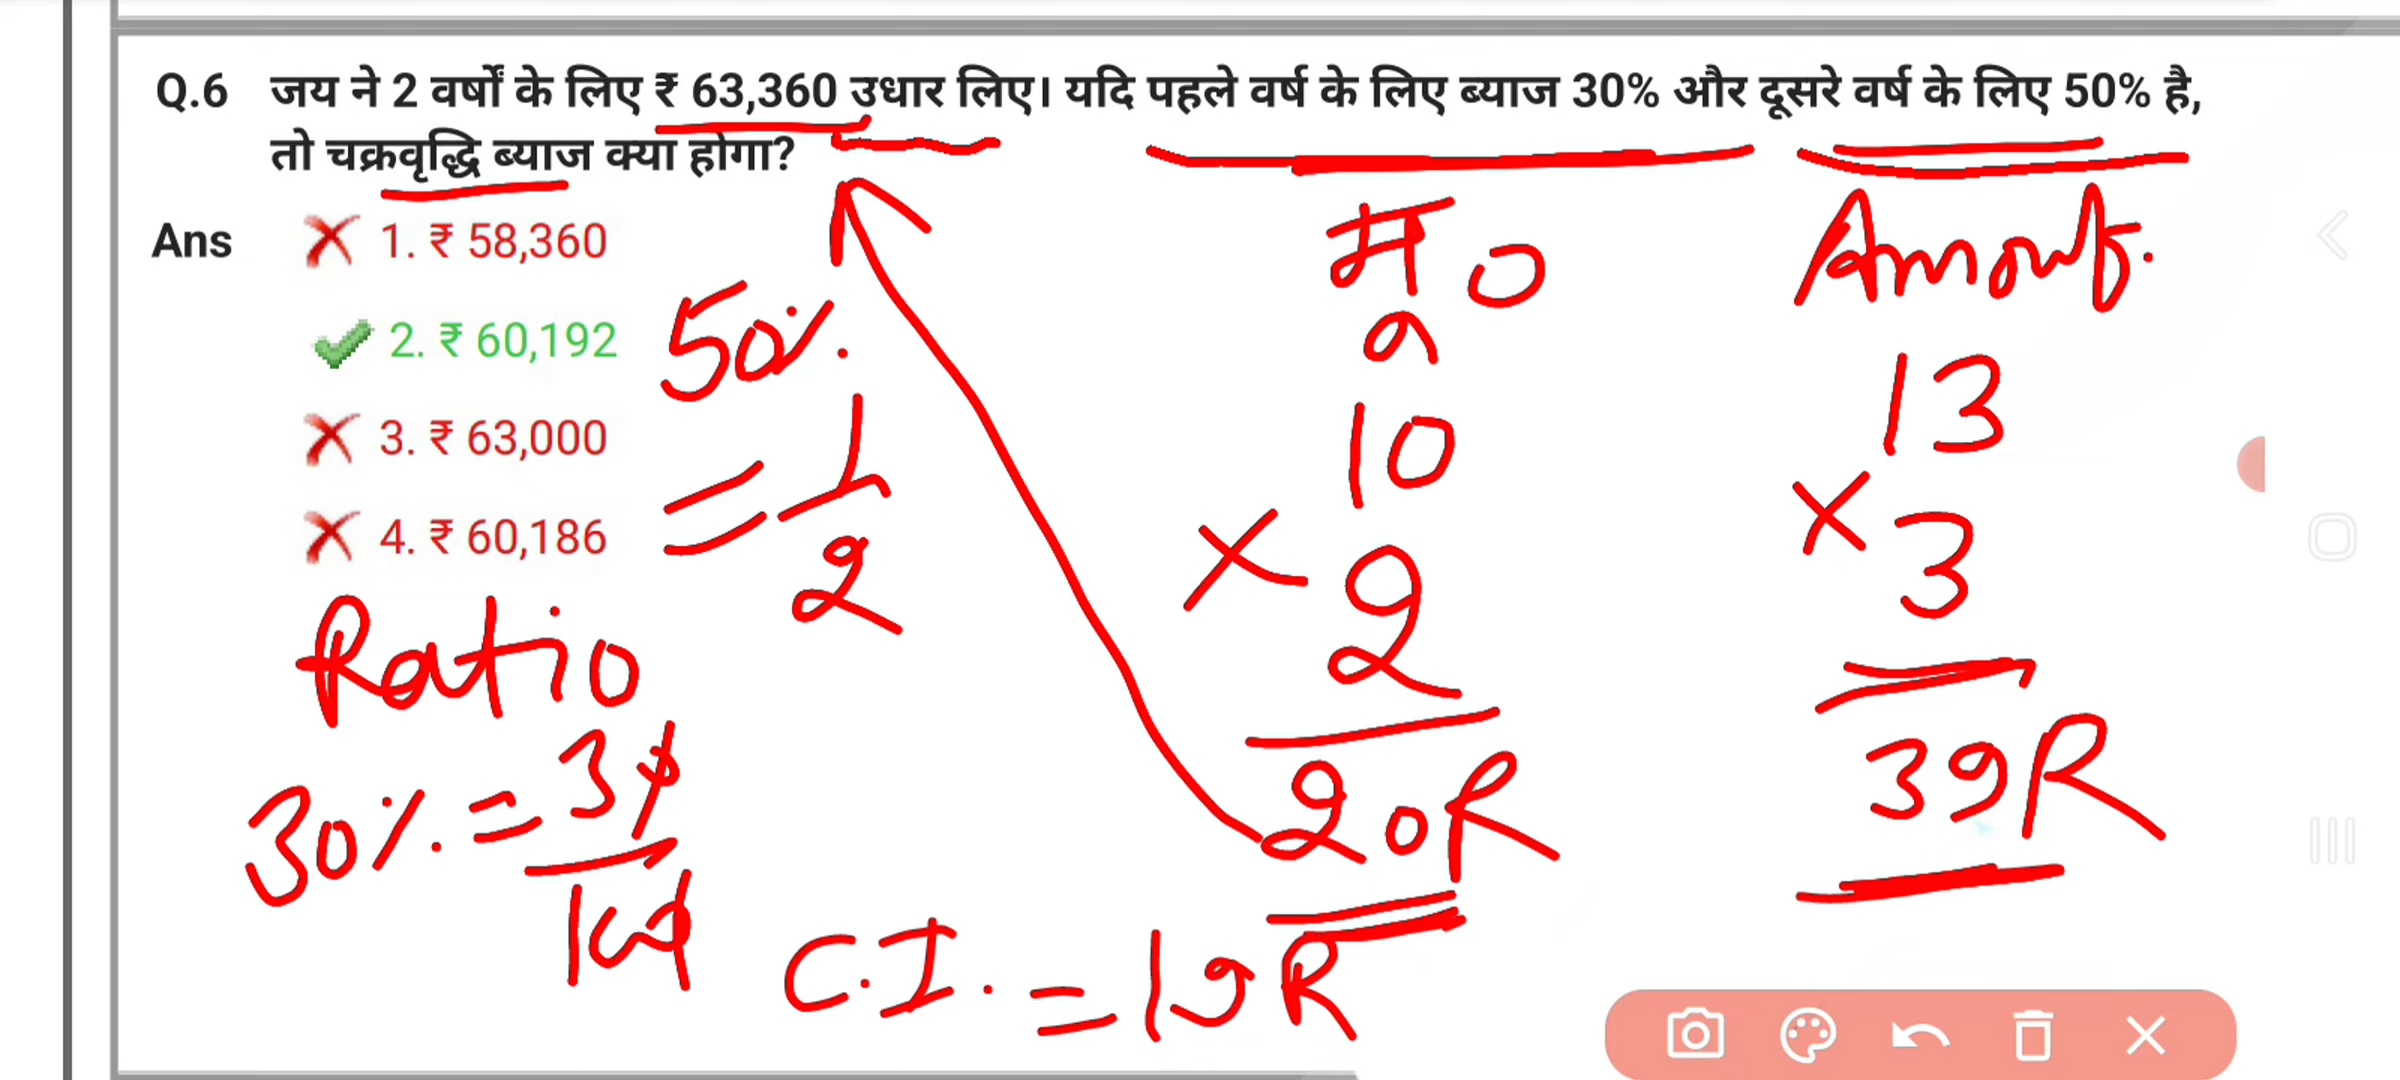 Q.6 जय ने 2 वर्षों के लिए ₹ 63,360 उधार लिए। यदि पहले वर्ष के लिए ब्याज 30% और दूसरे वर्ष के लिए 50% है,
तो चक्रवृद्धि ब्याज क्या होगा?
Ans 1. ₹ 58,360
2. ₹ 60,192
3. ₹ 63,000
4. ₹ 60,186
50%
= 1/2
Ratio
30% = 30/100
मू०
10
× 2
20R
Amount.
13
× 3
39R
C.I. = 19R